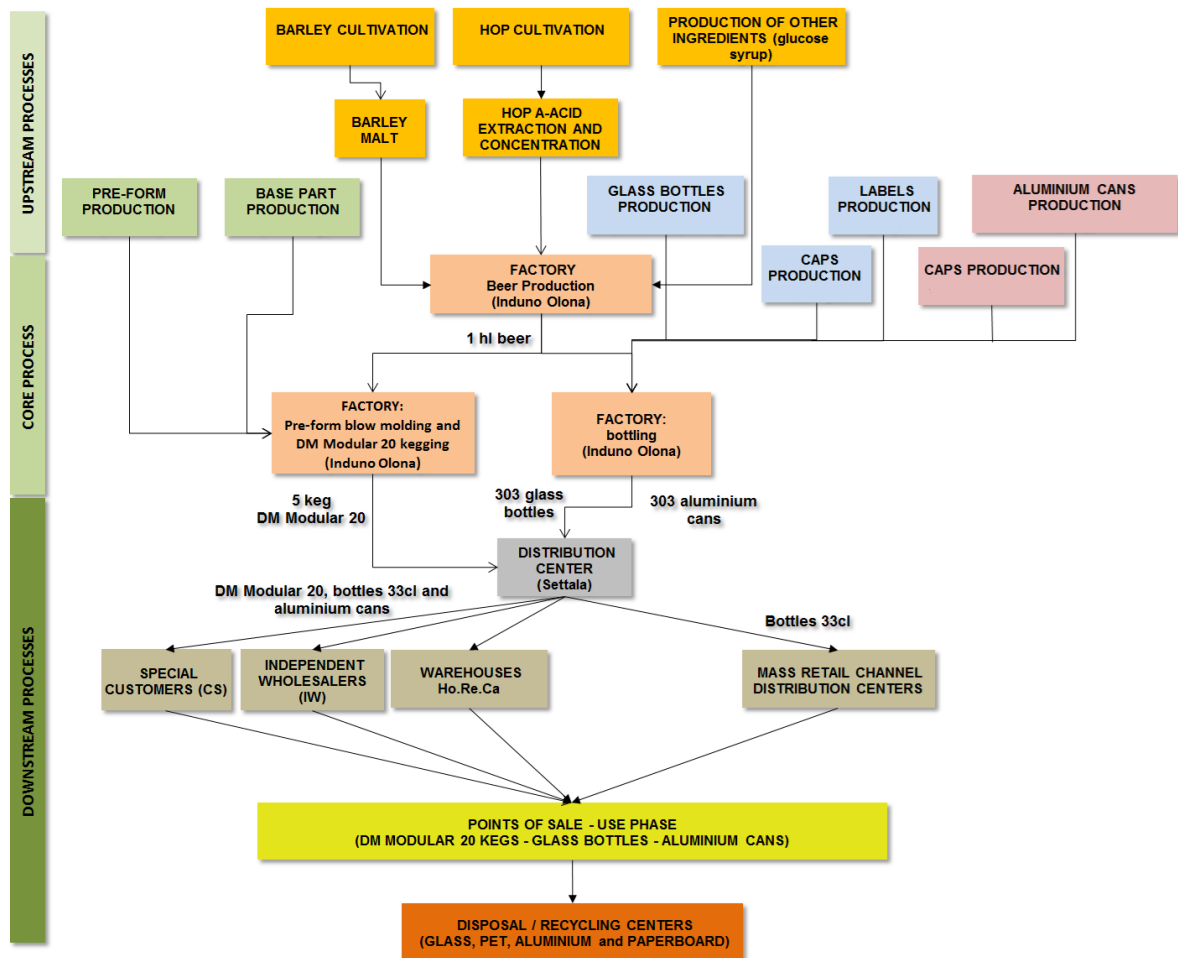 UPSTREAM PROCESSES
BARLEY CULTIVATION
HOP CULTIVATION
PRODUCTION OF OTHER
INGREDIENTS (glucose
syrup)
BARLEY
MALT
HOP A-ACID
EXTRACTION AND
CONCENTRATION
PRE-FORM
PRODUCTION
BASE PART
PRODUCTION
GLASS BOTTLES
PRODUCTION
LABELS
PRODUCTION
ALUMINIUM CANS
PRODUCTION
CAPS
PRODUCTION
CAPS PRODUCTION
CORE PROCESS
FACTORY
Beer Production
(Induno Olona)
1 hl beer
FACTORY:
Pre-form blow molding and
DM Modular 20 kegging
(Induno Olona)
FACTORY:
bottling
(Induno Olona)
DOWNSTREAM PROCESSES
5 keg
DM Modular 20
303 glass
bottles
303 aluminium
cans
DISTRIBUTION
CENTER
(Settala)
DM Modular 20, bottles 33cl and
aluminium cans
Bottles 33cl
SPECIAL
CUSTOMERS (CS)
INDEPENDENT
WHOLESALERS
(IW)
WAREHOUSES
Ho.Re.Ca
MASS RETAIL CHANNEL
DISTRIBUTION CENTERS
POINTS OF SALE - USE PHASE
(DM MODULAR 20 KEGS - GLASS BOTTLES - ALUMINIUM CANS)
DISPOSAL / RECYCLING CENTERS
(GLASS, PET, ALUMINIUM and PAPERBOARD)